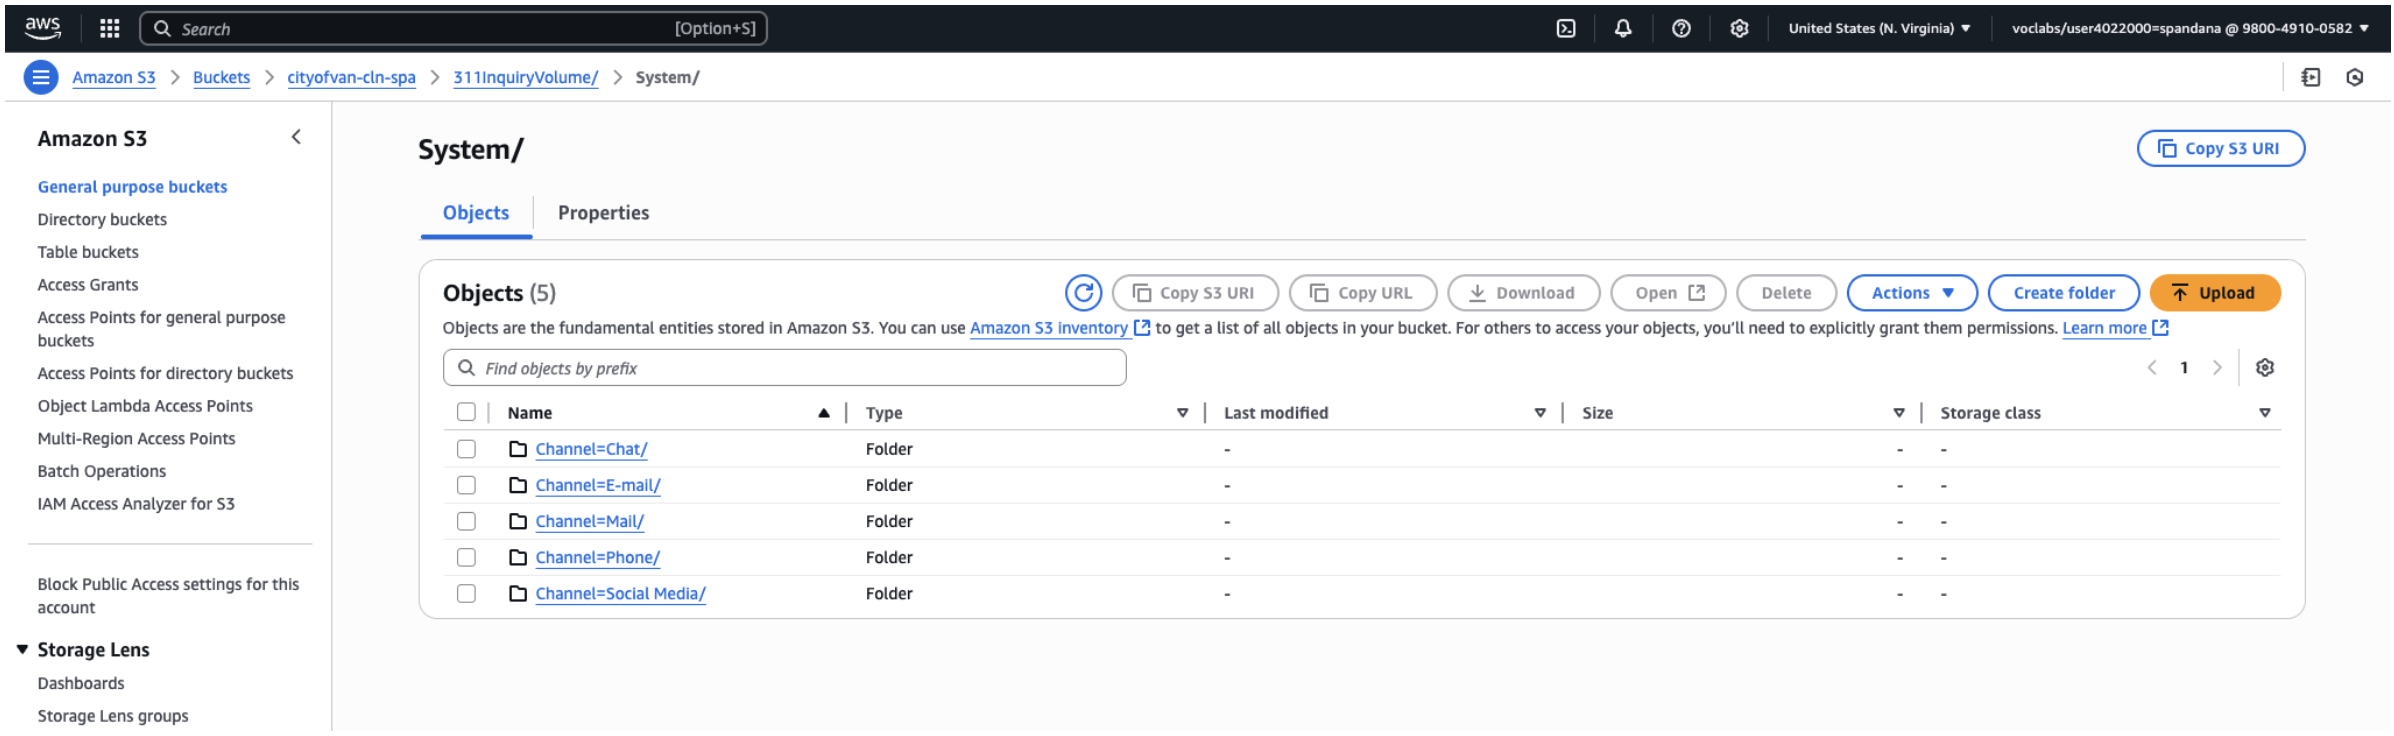 aws
Search [Option+S]
United States (N. Virginia)
voclabs/user4022000=spandana @ 9800-4910-0582
Amazon S3
Buckets
cityofvan-cln-spa
311InquiryVolume/
System/
Amazon S3
General purpose buckets
Directory buckets
Table buckets
Access Grants
Access Points for general purpose
buckets
Access Points for directory buckets
Object Lambda Access Points
Multi-Region Access Points
Batch Operations
IAM Access Analyzer for S3
Block Public Access settings for this
account
Storage Lens
Dashboards
Storage Lens groups
System/
Copy S3 URI
Objects Properties
Objects (5)
Copy S3 URI
Copy URL
Download
Open
Delete
Actions
Create folder
Upload
Objects are the fundamental entities stored in Amazon S3. You can use Amazon S3 inventory to get a list of all objects in your bucket. For others to access your objects, you'll need to explicitly grant them permissions. Learn more
Find objects by prefix
1
Name Type Last modified Size Storage class
Channel=Chat/ Folder - - -
Channel=E-mail/ Folder - - -
Channel=Mail/ Folder - - -
Channel=Phone/ Folder - - -
Channel=Social Media/ Folder - - -